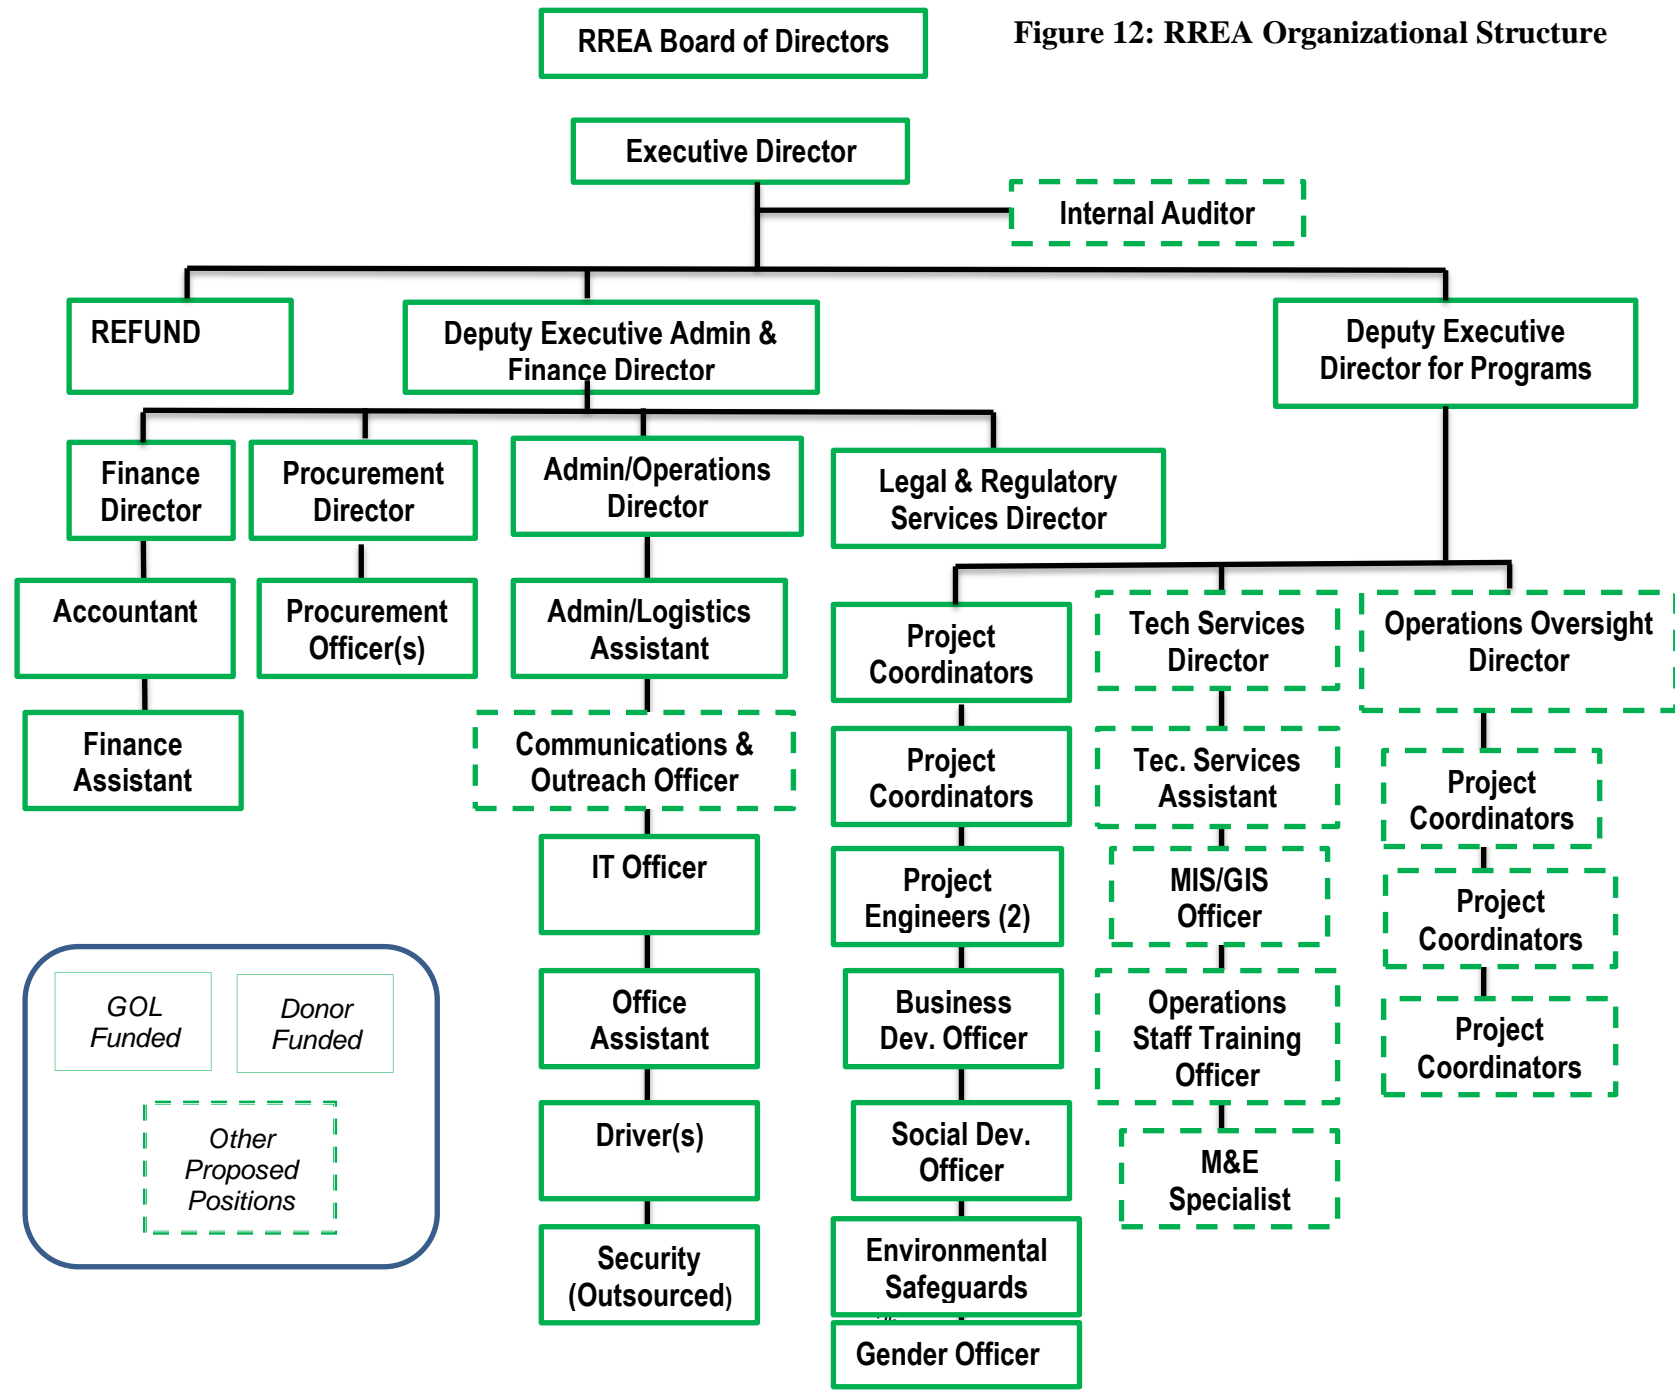 RREA Board of Directors
Figure 12: RREA Organizational Structure
Executive Director
Internal Auditor
REFUND
Deputy Executive Admin &
Finance Director
Deputy Executive
Director for Programs
Finance
Director
Procurement
Director
Admin/Operations
Director
Legal & Regulatory
Services Director
Accountant
Procurement
Officer(s)
Admin/Logistics
Assistant
Project
Coordinators
Tech Services
Director
Operations Oversight
Director
Finance
Assistant
Communications &
Outreach Officer
Project
Coordinators
Tec. Services
Assistant
Project
Coordinators
IT Officer
Project
Engineers (2)
MIS/GIS
Officer
Project
Coordinators
GOL
Funded
Donor
Funded
Other
Proposed
Positions
Office
Assistant
Business
Dev. Officer
Operations
Staff Training
Officer
Project
Coordinators
Driver(s)
Social Dev.
Officer
M&E
Specialist
Security
(Outsourced)
Environmental
Safeguards
Gender Officer